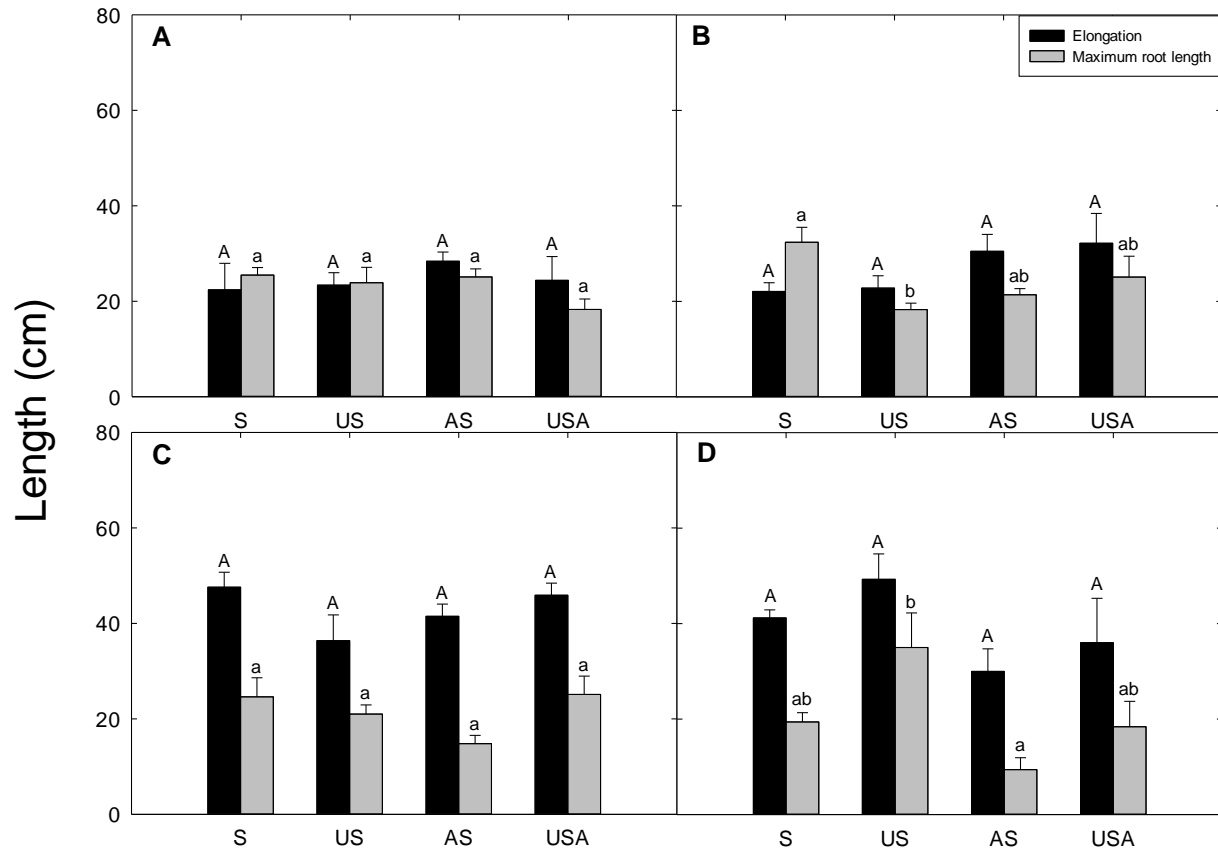 Length (cm)
80
60
40
20
0
A
A a A a A a A a
S US AS USA
B
Elongation
Maximum root length
A a A b A ab A ab
S US AS USA
80
60
40
20
0
C
A a A a A a A a
S US AS USA
D
A ab A b A a A ab
S US AS USA